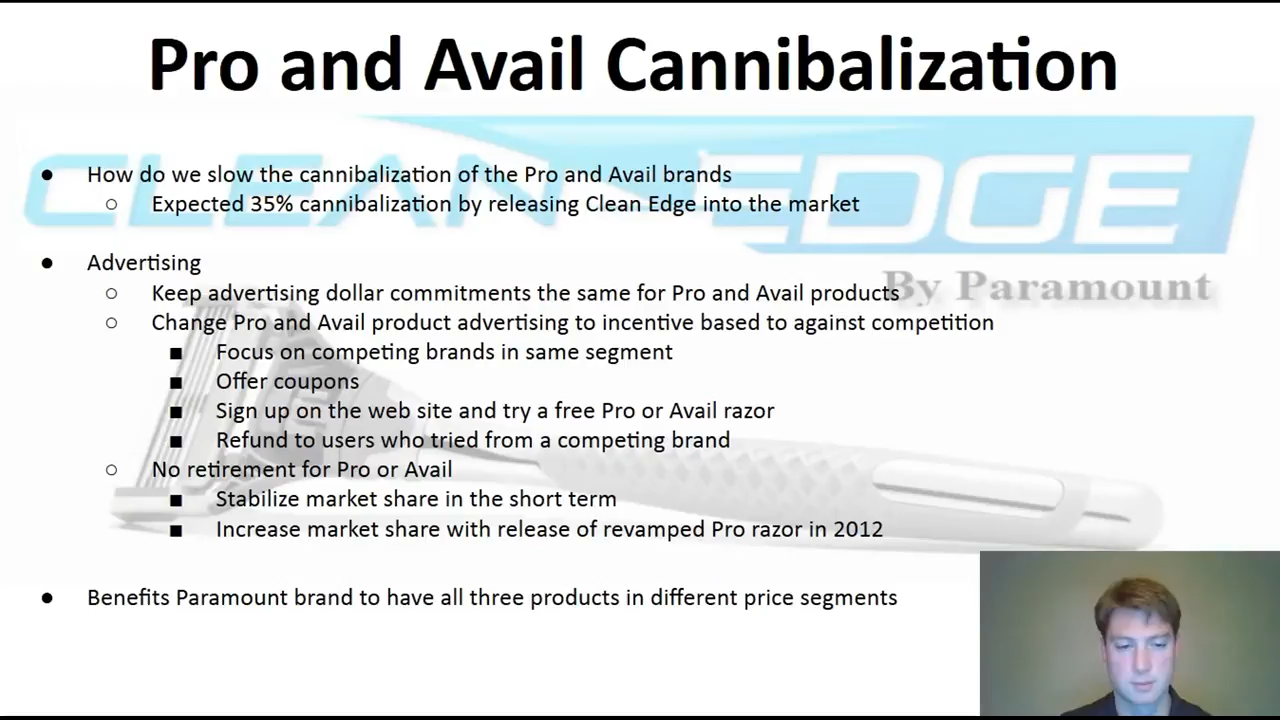 Pro and Avail Cannibalization
CLEAN EDGE
By Paramount
● How do we slow the cannibalization of the Pro and Avail brands
○ Expected 35% cannibalization by releasing Clean Edge into the market
● Advertising
○ Keep advertising dollar commitments the same for Pro and Avail products
○ Change Pro and Avail product advertising to incentive based to against competition
■ Focus on competing brands in same segment
■ Offer coupons
■ Sign up on the web site and try a free Pro or Avail razor
■ Refund to users who tried from a competing brand
○ No retirement for Pro or Avail
■ Stabilize market share in the short term
■ Increase market share with release of revamped Pro razor in 2012
● Benefits Paramount brand to have all three products in different price segments